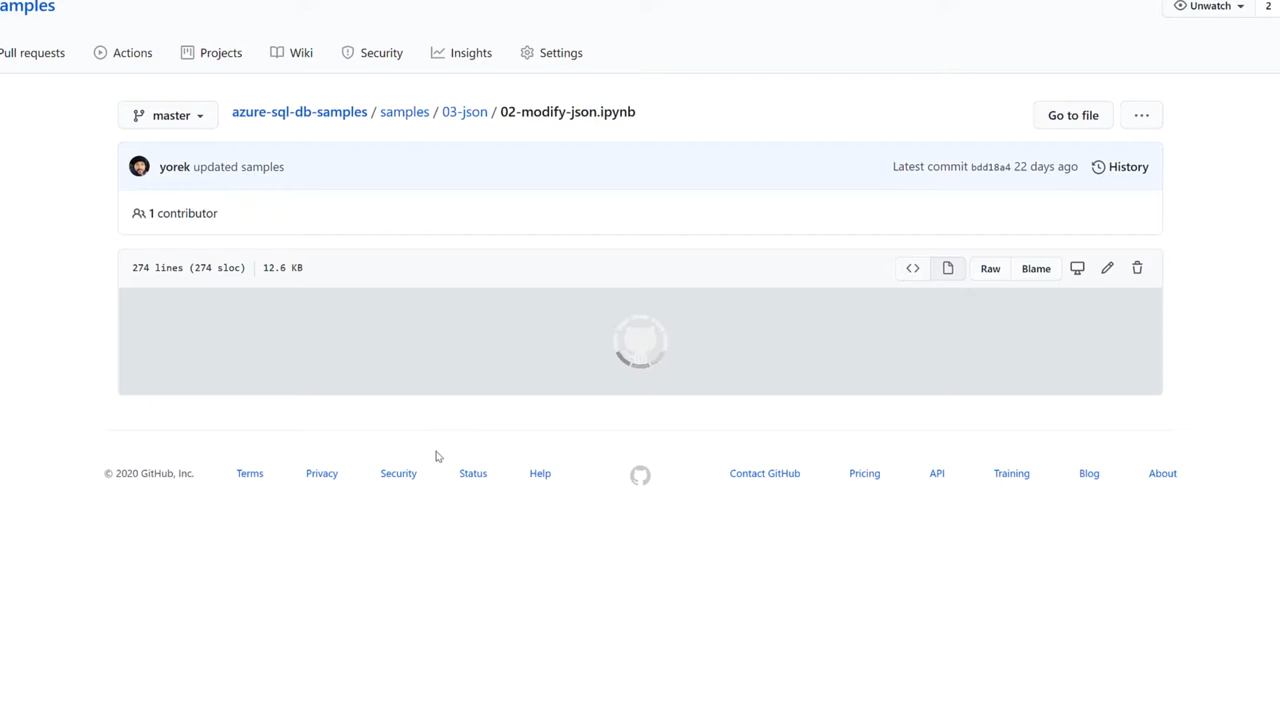 amples
Unwatch 2
Pull requests Actions Projects Wiki Security Insights Settings
master azure-sql-db-samples / samples / 03-json / 02-modify-json.ipynb Go to file ...
yorek updated samples Latest commit bdd18a4 22 days ago History
1 contributor
274 lines (274 sloc) 12.6 KB <> Raw Blame
© 2020 GitHub, Inc. Terms Privacy Security Status Help Contact GitHub Pricing API Training Blog About